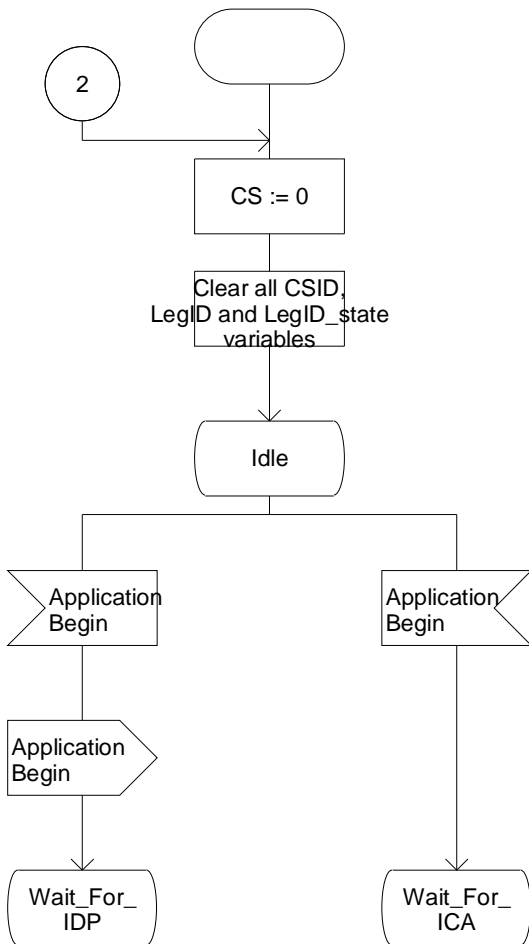 2
CS := 0
Clear all CSID,
LegID and LegID_state
variables
Idle
Application
Begin
Application
Begin
Application
Begin
Wait_For_
IDP
Wait_For_
ICA